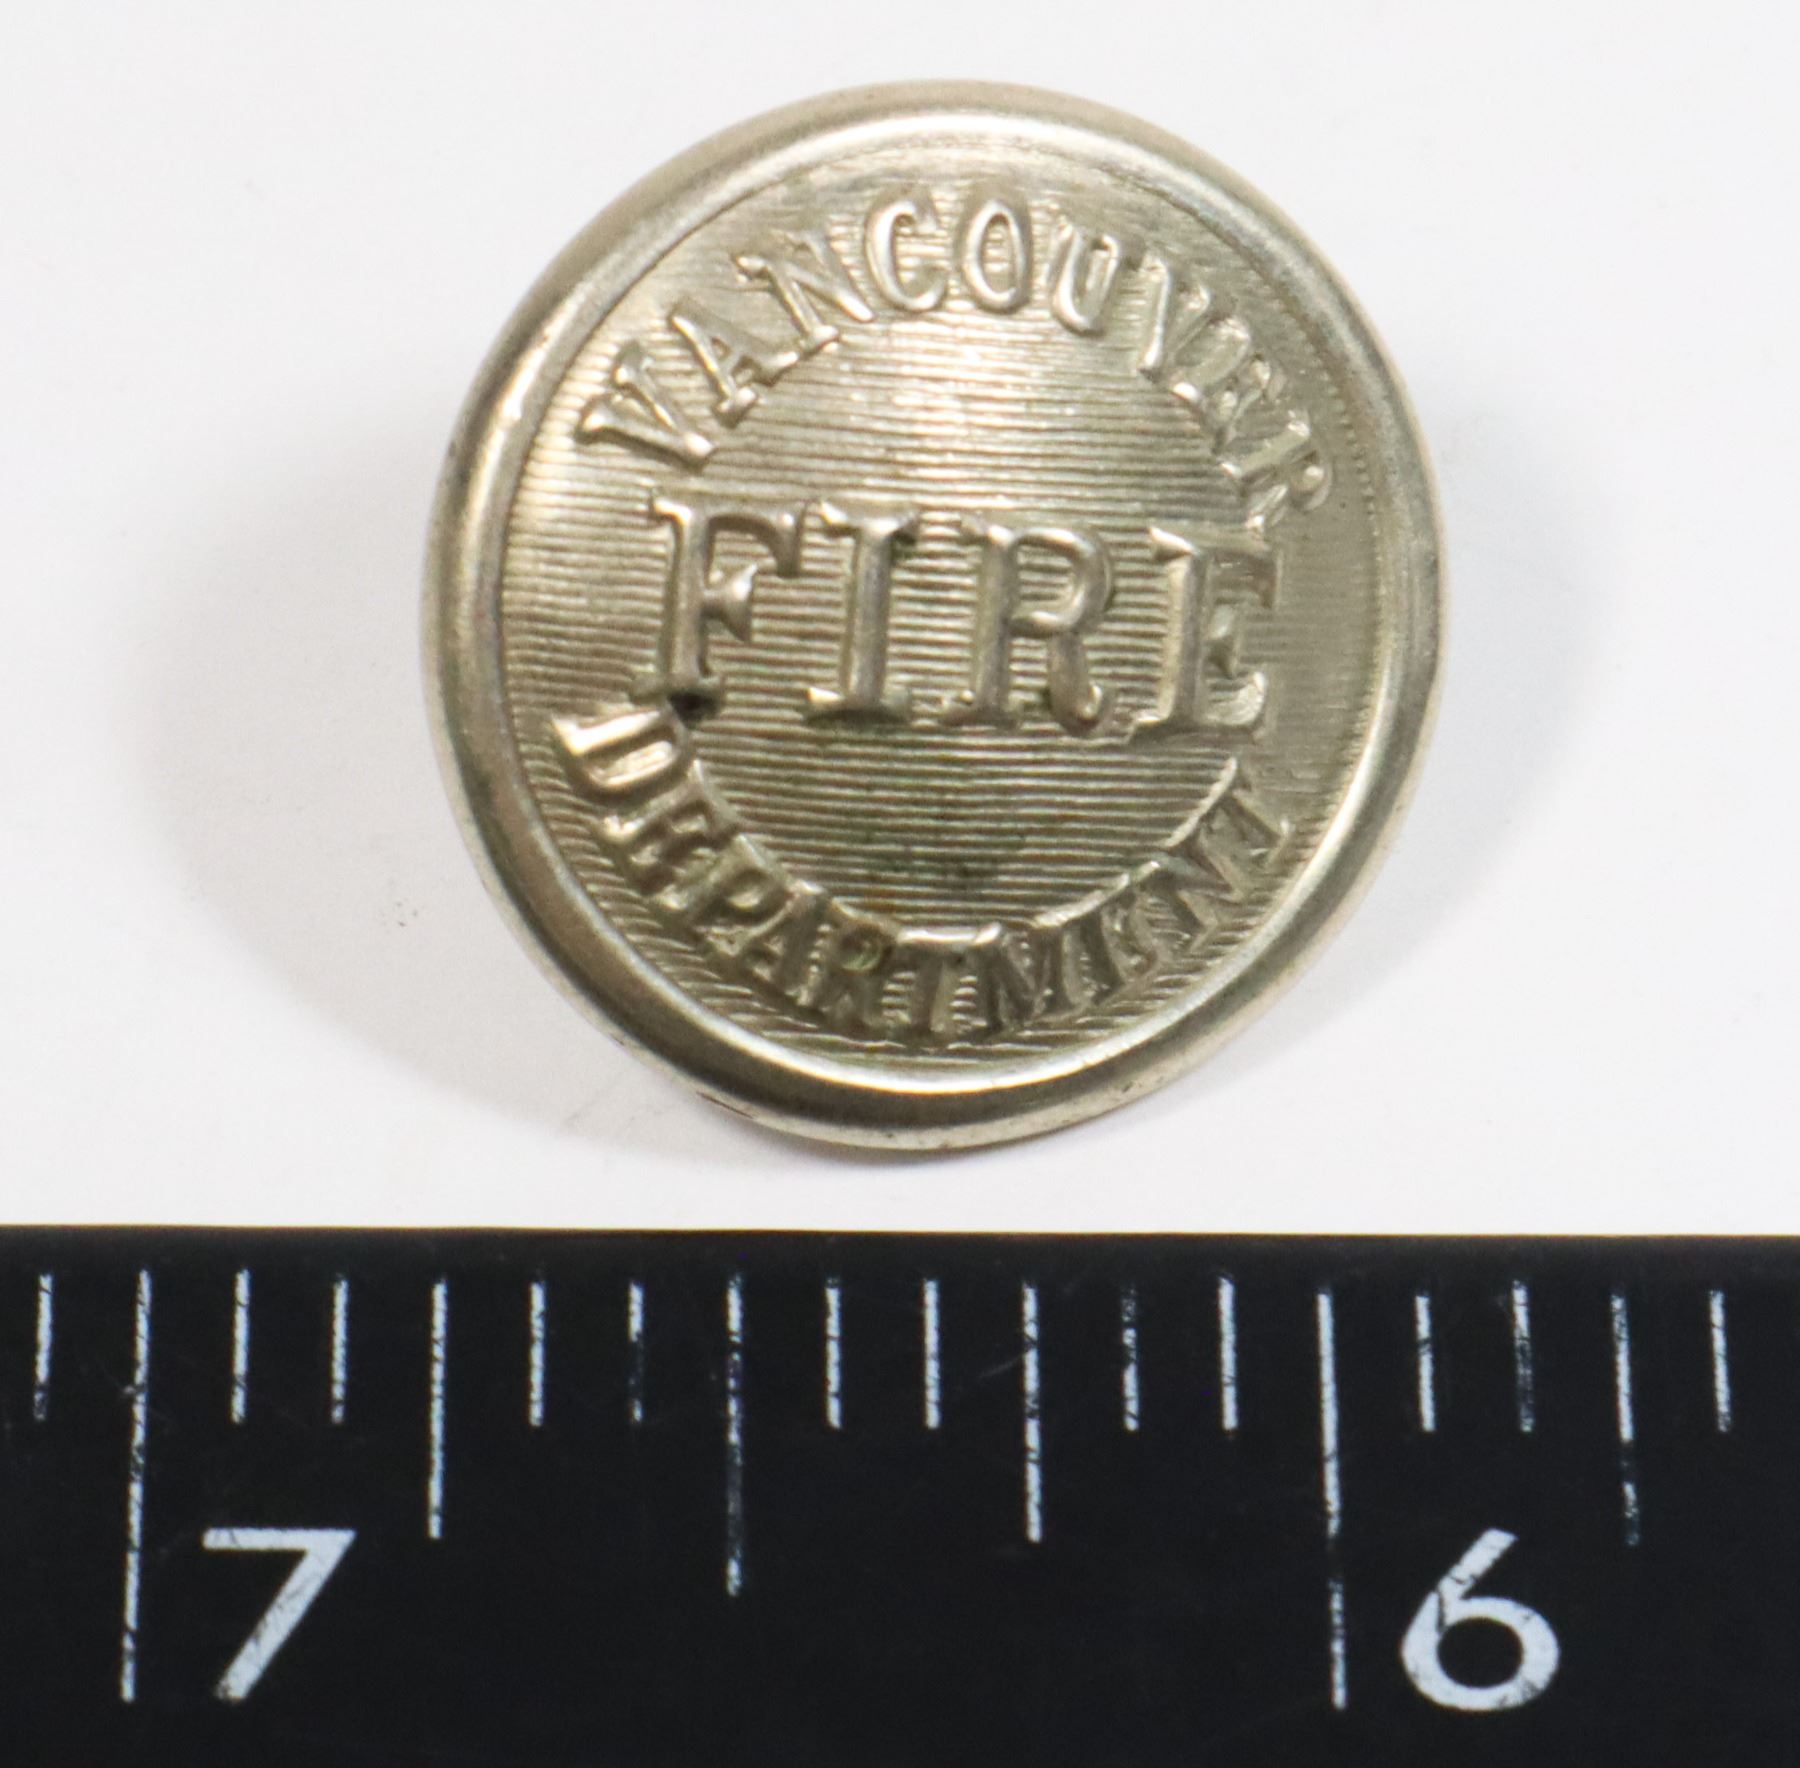 VANCOUVER
FIRE
DEPARTMENT
7 6